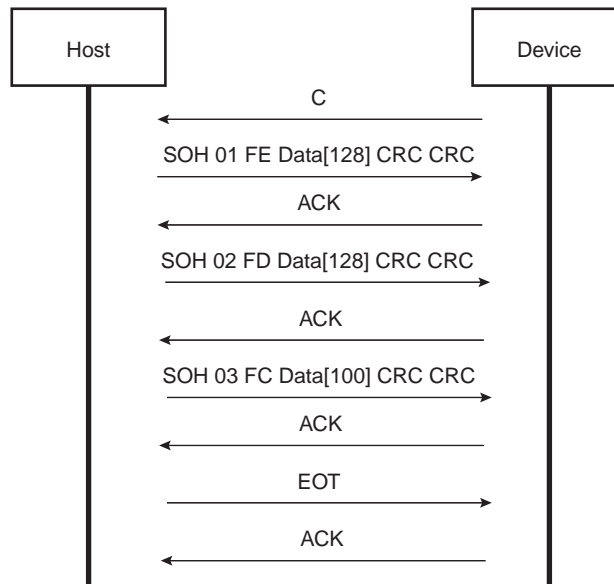 Host
Device
C
SOH 01 FE Data[128] CRC CRC
ACK
SOH 02 FD Data[128] CRC CRC
ACK
SOH 03 FC Data[100] CRC CRC
ACK
EOT
ACK